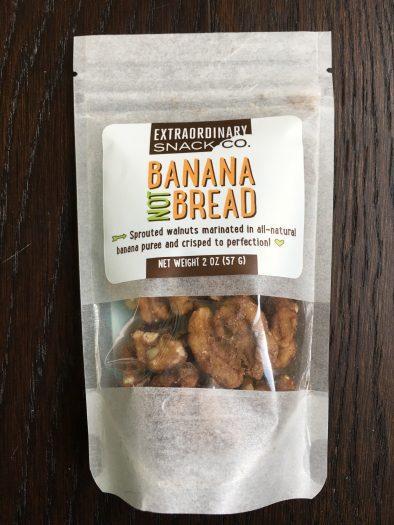 EXTRAORDINARY
SNACK CO.
BANANA
NOT BREAD
Sprouted walnuts marinated in all-natural
banana puree and crisped to perfection!
NET WEIGHT 2 OZ (57 G)